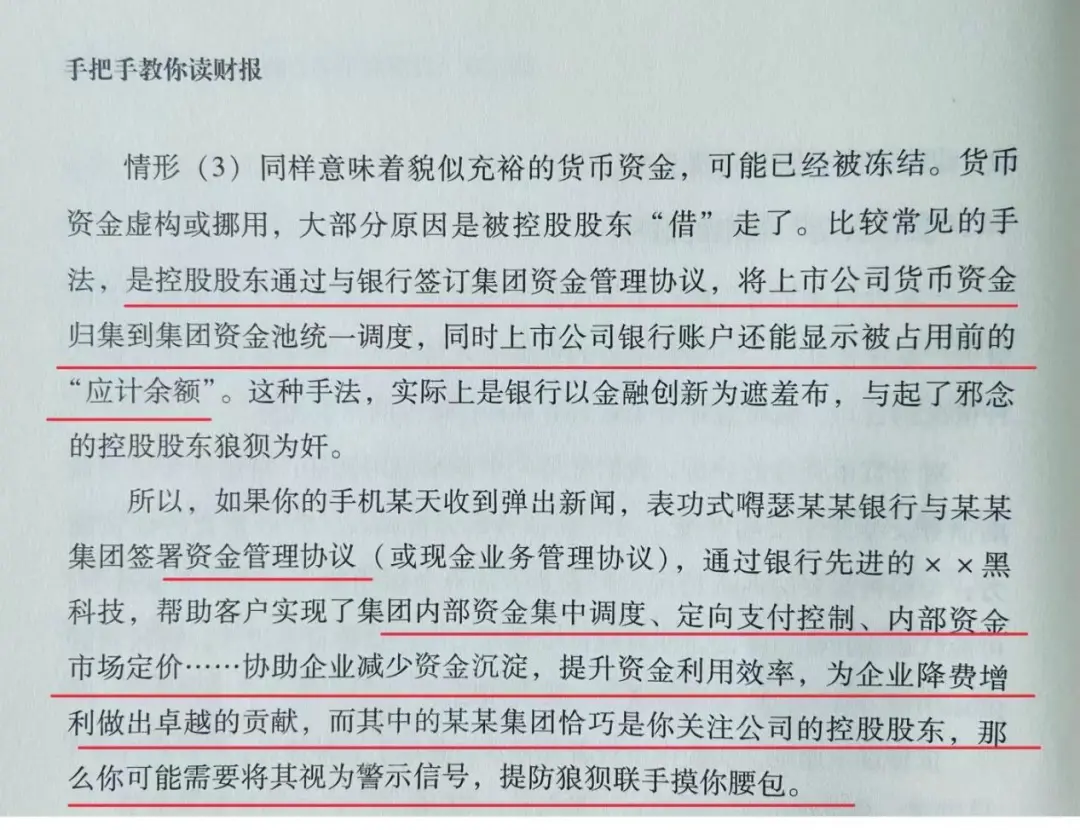 手把手教你读财报
情形（3）同样意味着貌似充裕的货币资金，可能已经被冻结。货币
资金虚构或挪用，大部分原因是被控股股东“借”走了。比较常见的手
法，是控股股东通过与银行签订集团资金管理协议，将上市公司货币资金
归集到集团资金池统一调度，同时上市公司银行账户还能显示被占用前的
“应计余额”。这种手法，实际上是银行以金融创新为遮羞布，与起了邪念
的控股股东狼狈为奸。
所以，如果你的手机某天收到弹出新闻，表功式嘚瑟某某银行与某某
集团签署资金管理协议（或现金业务管理协议），通过银行先进的××黑
科技，帮助客户实现了集团内部资金集中调度、定向支付控制、内部资金
市场定价……协助企业减少资金沉淀，提升资金利用效率，为企业降费增
利做出卓越的贡献，而其中的某某集团恰巧是你关注公司的控股股东，那
么你可能需要将其视为警示信号，提防狼狈联手摸你腰包。